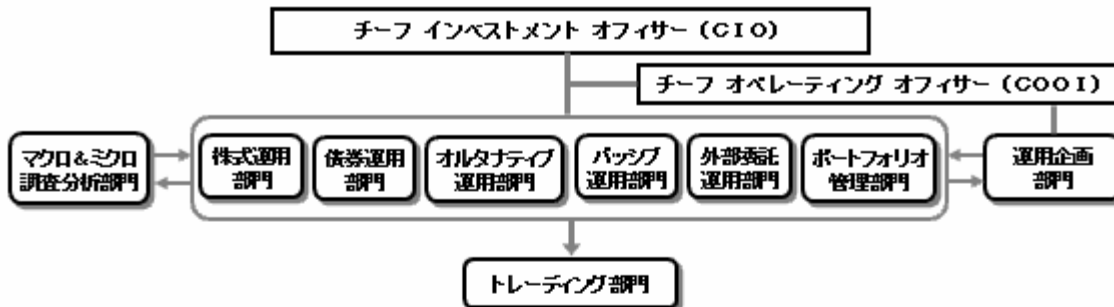 チーフ インベストメント オフィサー（ＣＩＯ）
チーフ オペレーティング オフィサー（ＣＯＯＩ）
マクロ＆ミクロ
調査分析部門
株式運用
部門
債券運用
部門
オルタナティブ
運用部門
パッシブ
運用部門
外部委託
運用部門
ポートフォリオ
管理部門
運用企画
部門
トレーディング部門